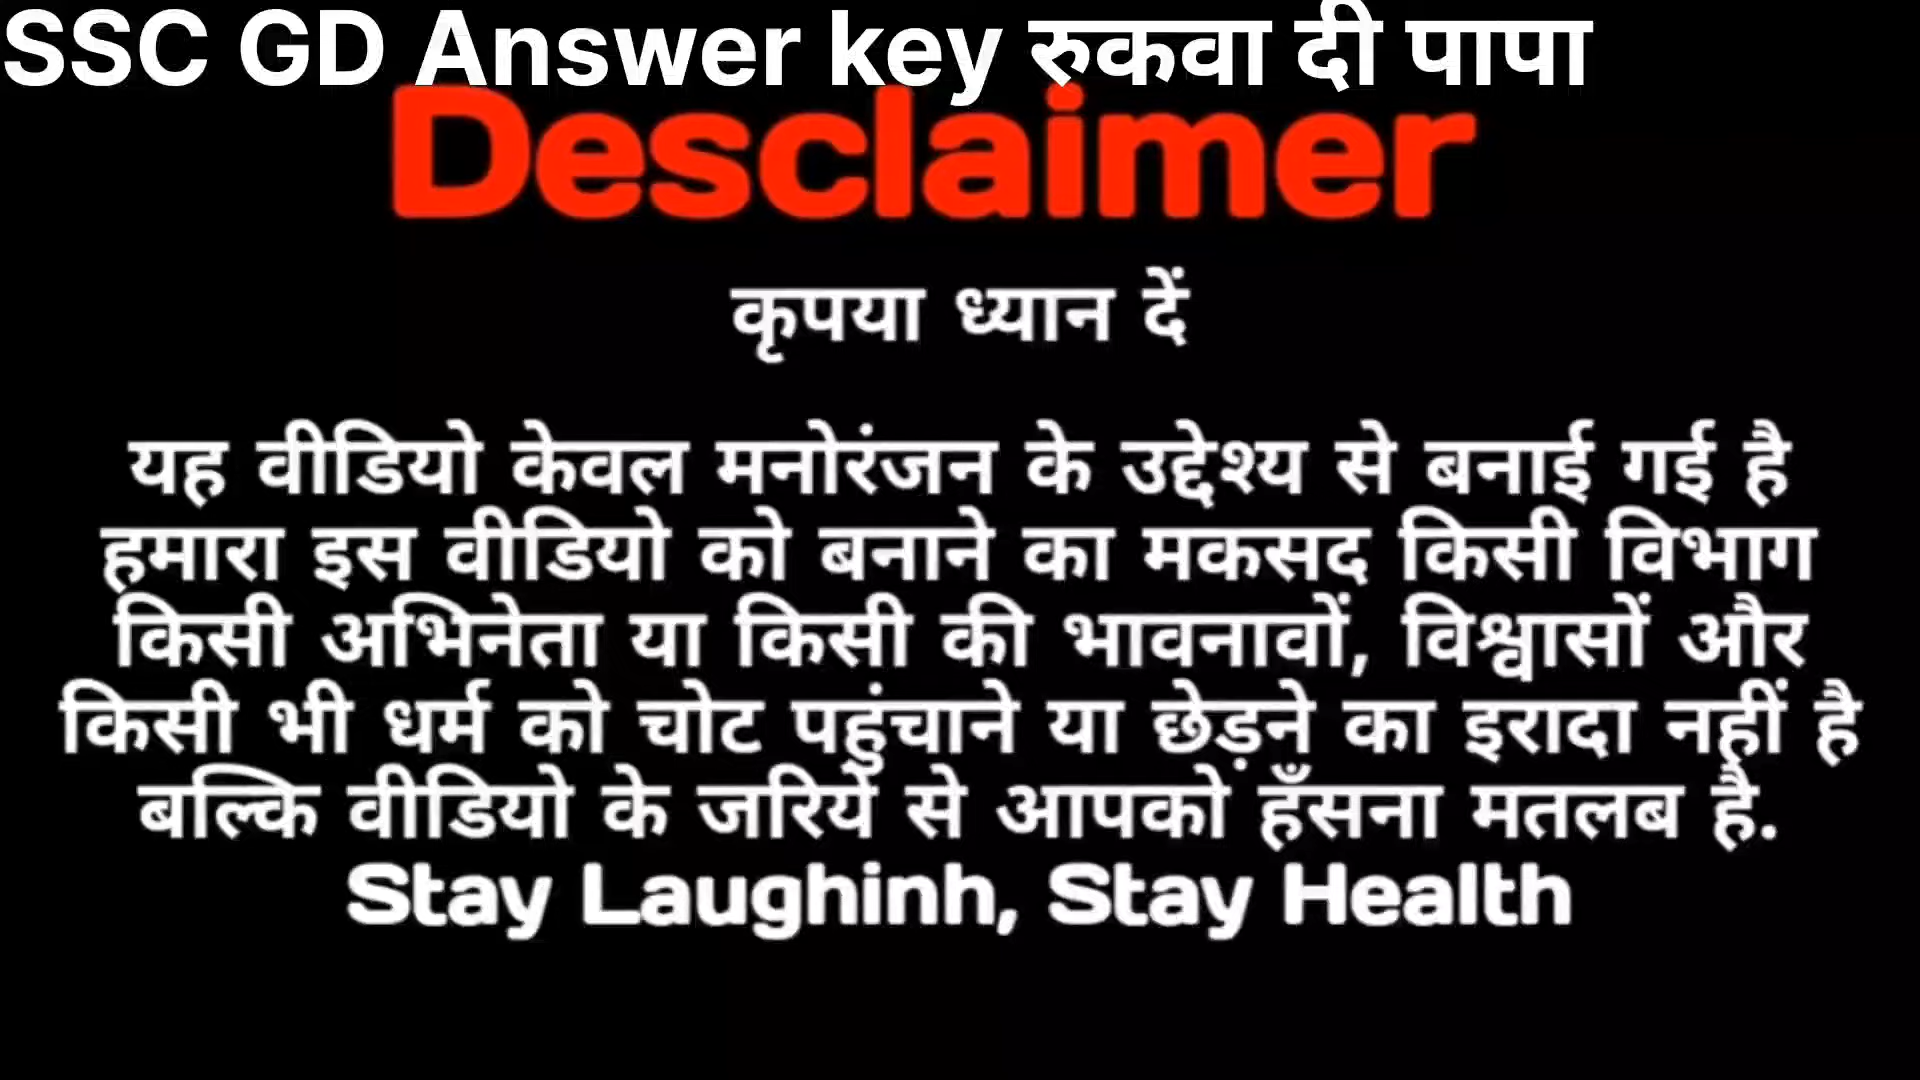 SSC GD Answer key रुकवा दी पापा
Desclaimer
कृपया ध्यान दें
यह वीडियो केवल मनोरंजन के उद्देश्य से बनाई गई है
हमारा इस वीडियो को बनाने का मकसद किसी विभाग
किसी अभिनेता या किसी की भावनावों, विश्वासों और
किसी भी धर्म को चोट पहुंचाने या छेड़ने का इरादा नहीं है
बल्कि वीडियो के जरिये से आपको हँसना मतलब है.
Stay Laughinh, Stay Health